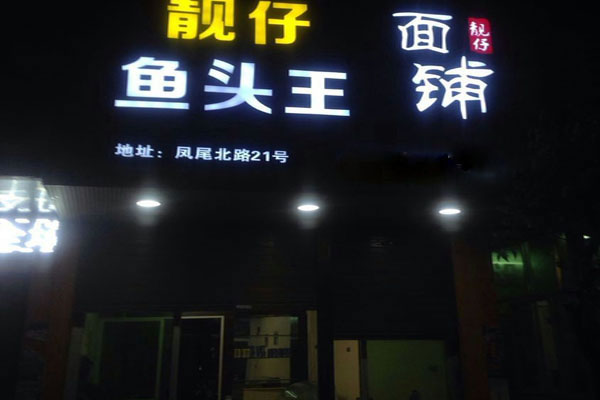 靓仔
鱼头王
地址：凤尾北路21号
面铺
靓仔